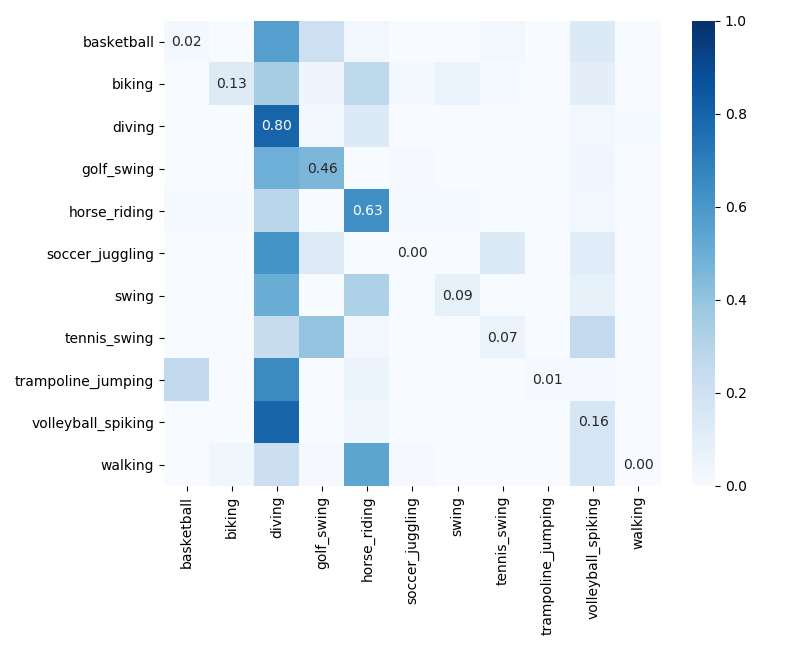 basketball
biking
diving
golf_swing
horse_riding
soccer_juggling
swing
tennis_swing
trampoline_jumping
volleyball_spiking
walking
0.02
0.13
0.80
0.46
0.63
0.00
0.09
0.07
0.01
0.16
0.00
basketball
biking
diving
golf_swing
horse_riding
soccer_juggling
swing
tennis_swing
trampoline_jumping
volleyball_spiking
walking
1.0
0.8
0.6
0.4
0.2
0.0